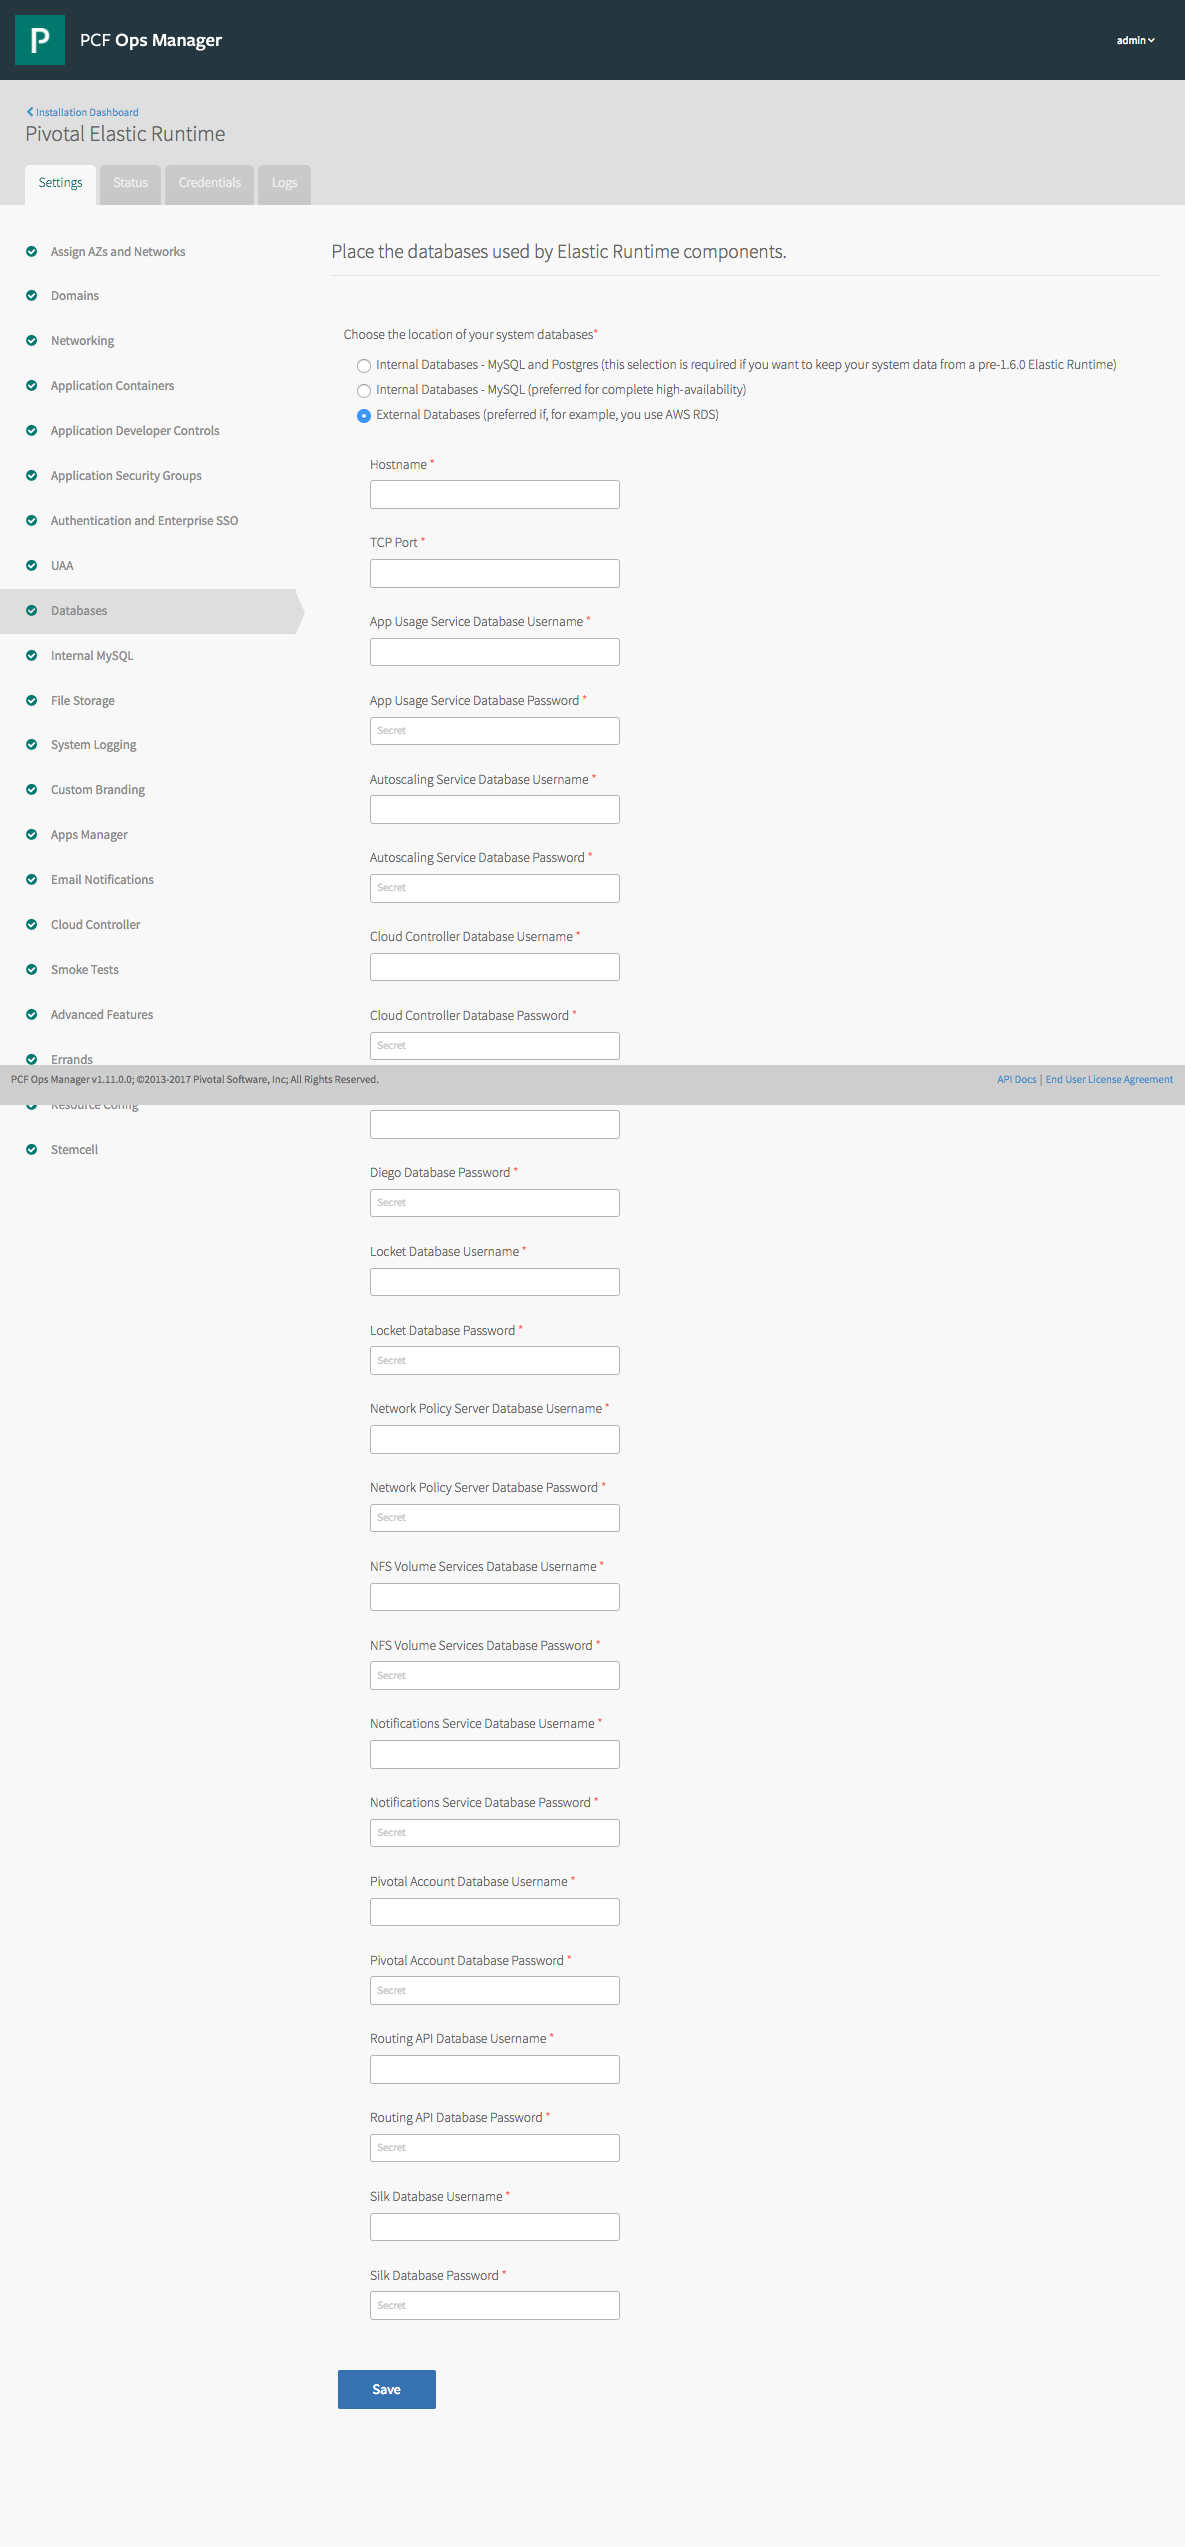 P
PCF Ops Manager
admin
Installation Dashboard
Pivotal Elastic Runtime
Settings
Status
Credentials
Logs
Assign AZs and Networks
Domains
Networking
Application Containers
Application Developer Controls
Application Security Groups
Authentication and Enterprise SSO
UAA
Databases
Internal MySQL
File Storage
System Logging
Custom Branding
Apps Manager
Email Notifications
Cloud Controller
Smoke Tests
Advanced Features
Errands
Resource Config
Stemcell
Place the databases used by Elastic Runtime components.
Choose the location of your system databases*
Internal Databases - MySQL and Postgres (this selection is required if you want to keep your system data from a pre-1.6.0 Elastic Runtime)
Internal Databases - MySQL (preferred for complete high-availability)
External Databases (preferred if, for example, you use AWS RDS)
Hostname *
TCP Port *
App Usage Service Database Username *
App Usage Service Database Password *
Secret
Autoscaling Service Database Username *
Autoscaling Service Database Password *
Secret
Cloud Controller Database Username *
Cloud Controller Database Password *
Secret
PCF Ops Manager v1.11.0.0; ©2013-2017 Pivotal Software, Inc; All Rights Reserved.
API Docs | End User License Agreement
Diego Database Password *
Secret
Locket Database Username *
Locket Database Password *
Secret
Network Policy Server Database Username *
Network Policy Server Database Password *
Secret
NFS Volume Services Database Username *
NFS Volume Services Database Password *
Secret
Notifications Service Database Username *
Notifications Service Database Password *
Secret
Pivotal Account Database Username *
Pivotal Account Database Password *
Secret
Routing API Database Username *
Routing API Database Password *
Secret
Silk Database Username *
Silk Database Password *
Secret
Save